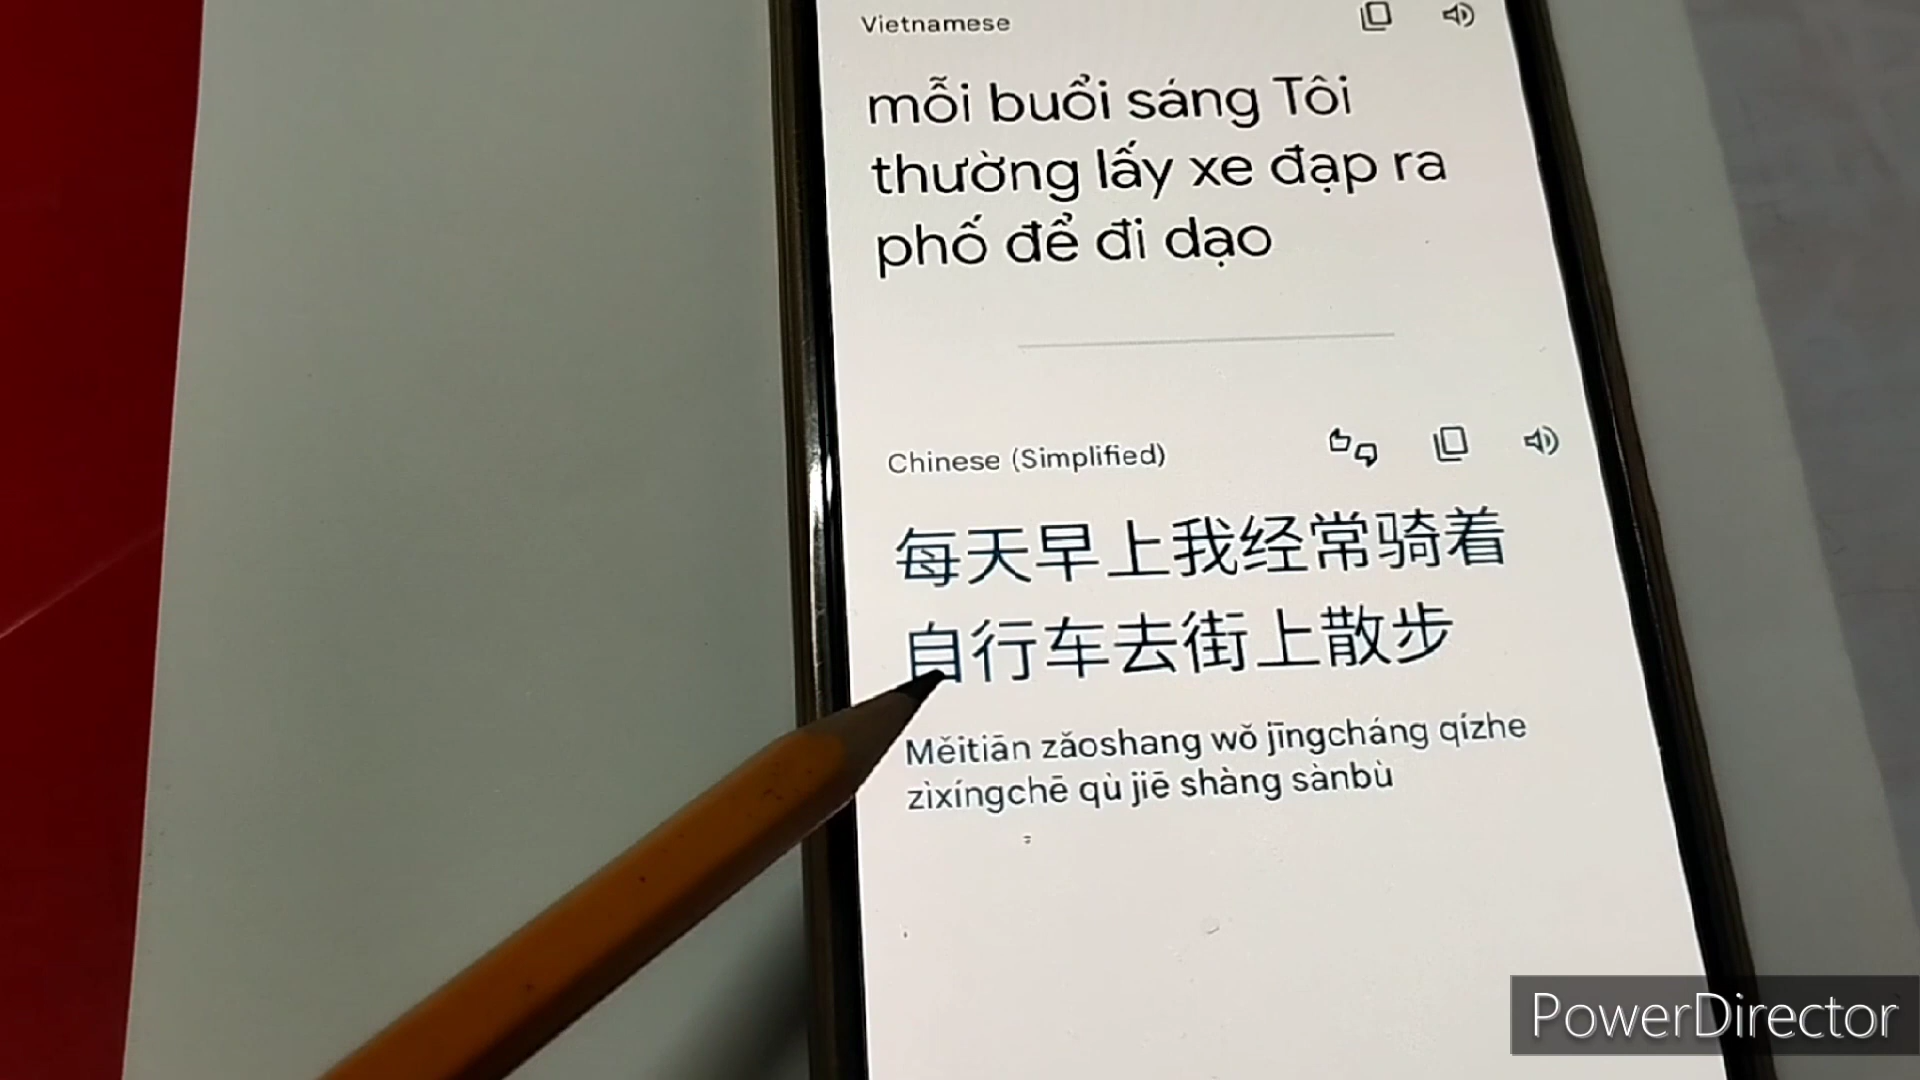 Vietnamese
mỗi buổi sáng Tôi
thường lấy xe đạp ra
phố để đi dạo
Chinese (Simplified)
每天早上我经常骑着
自行车去街上散步
Měitiān zǎoshang wǒ jīngcháng qízhe
zìxíngchē qù jiē shàng sànbù
PowerDirector